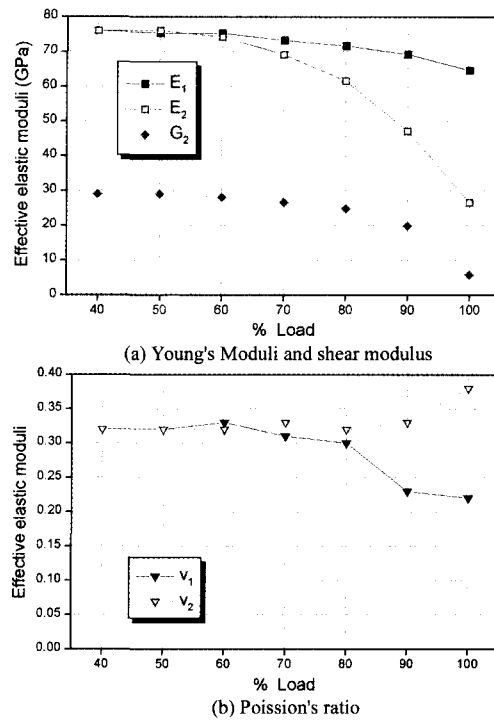 80
70
60
50
40
30
20
10
0
Effective elastic moduli (GPa)
E1
E2
G2
40 50 60 70 80 90 100
% Load
(a) Young's Moduli and shear modulus
0.40
0.35
0.30
0.25
0.20
0.15
0.10
0.05
0.00
Effective elastic moduli
v1
v2
40 50 60 70 80 90 100
% Load
(b) Poission's ratio